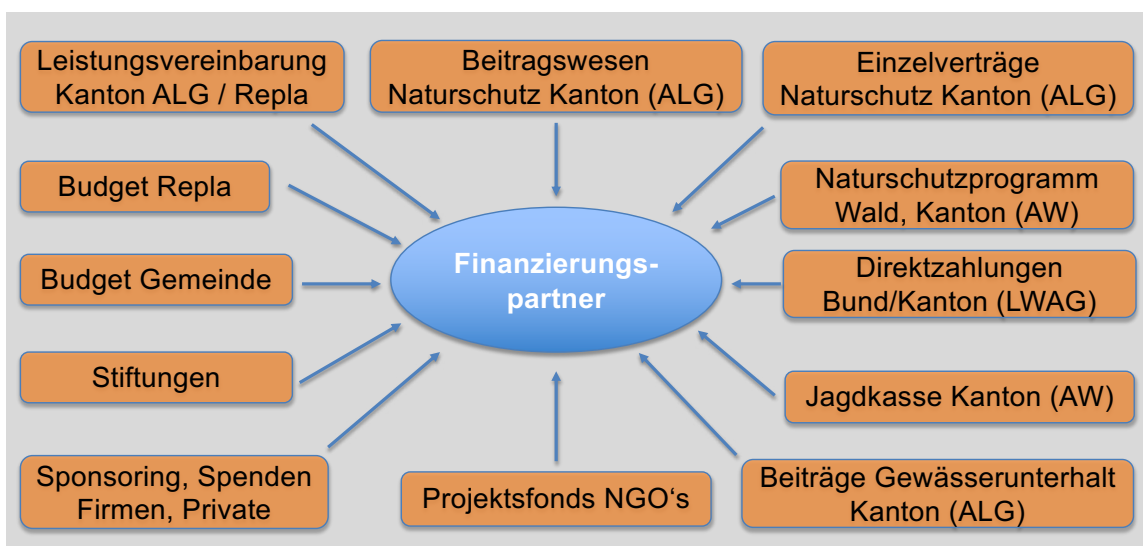 Leistungsvereinbarung
Kanton ALG / Repla
Beitragswesen
Naturschutz Kanton (ALG)
Einzelverträge
Naturschutz Kanton (ALG)
Budget Repla
Naturschutzprogramm
Wald, Kanton (AW)
Finanzierungs-
partner
Budget Gemeinde
Direktzahlungen
Bund/Kanton (LWAG)
Stiftungen
Jagdkasse Kanton (AW)
Sponsoring, Spenden
Firmen, Private
Projektsfonds NGO‘s
Beiträge Gewässerunterhalt
Kanton (ALG)